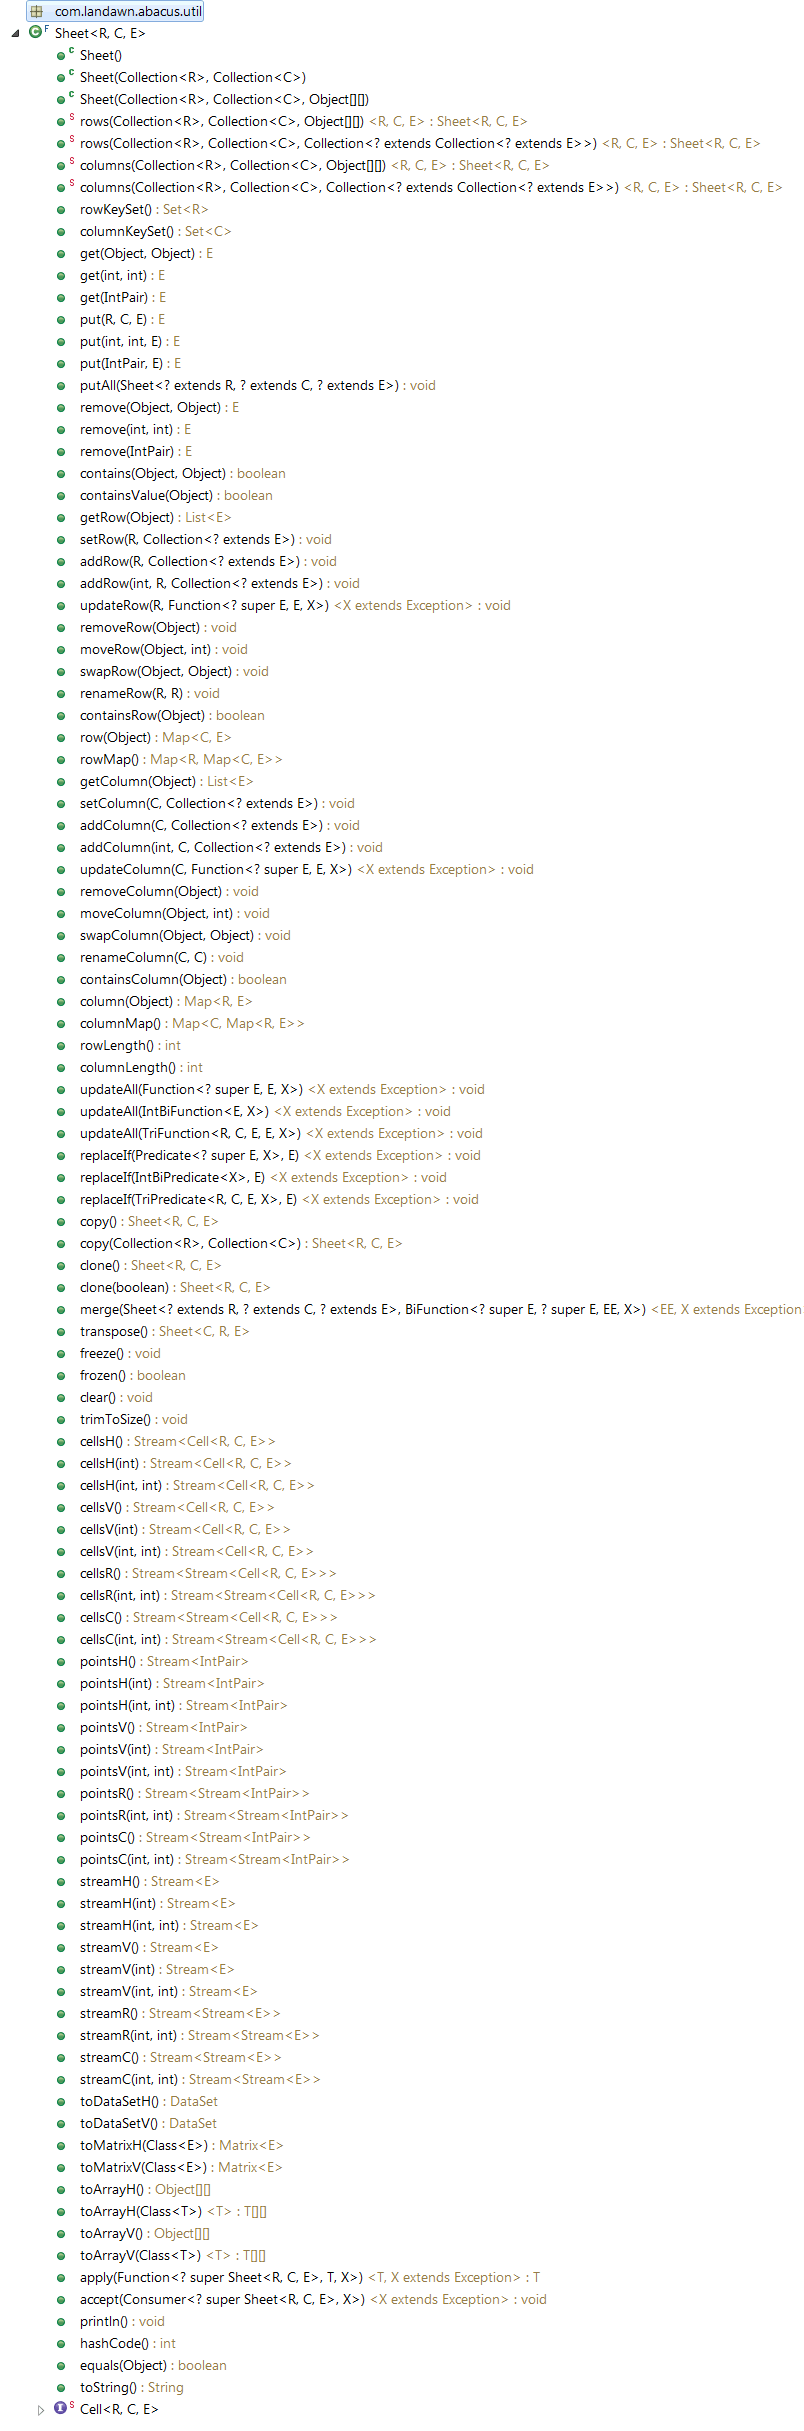 com.landawn.abacus.util
Sheet<R, C, E>
Sheet()
Sheet(Collection<R>, Collection<C>)
Sheet(Collection<R>, Collection<C>, Object[][])
rows(Collection<R>, Collection<C>, Object[][]) <R, C, E> : Sheet<R, C, E>
rows(Collection<R>, Collection<C>, Collection<? extends Collection<? extends E>>) <R, C, E> : Sheet<R, C, E>
columns(Collection<R>, Collection<C>, Object[][]) <R, C, E> : Sheet<R, C, E>
columns(Collection<R>, Collection<C>, Collection<? extends Collection<? extends E>>) <R, C, E> : Sheet<R, C, E>
rowKeySet() : Set<R>
columnKeySet() : Set<C>
get(Object, Object) : E
get(int, int) : E
get(IntPair) : E
put(R, C, E) : E
put(int, int, E) : E
put(IntPair, E) : E
putAll(Sheet<? extends R, ? extends C, ? extends E>) : void
remove(Object, Object) : E
remove(int, int) : E
remove(IntPair) : E
contains(Object, Object) : boolean
containsValue(Object) : boolean
getRow(Object) : List<E>
setRow(R, Collection<? extends E>) : void
addRow(R, Collection<? extends E>) : void
addRow(int, R, Collection<? extends E>) : void
updateRow(R, Function<? super E, E, X>) <X extends Exception> : void
removeRow(Object) : void
moveRow(Object, int) : void
swapRow(Object, Object) : void
renameRow(R, R) : void
containsRow(Object) : boolean
row(Object) : Map<C, E>
rowMap() : Map<R, Map<C, E>>
getColumn(Object) : List<E>
setColumn(C, Collection<? extends E>) : void
addColumn(C, Collection<? extends E>) : void
addColumn(int, C, Collection<? extends E>) : void
updateColumn(C, Function<? super E, E, X>) <X extends Exception> : void
removeColumn(Object) : void
moveColumn(Object, int) : void
swapColumn(Object, Object) : void
renameColumn(C, C) : void
containsColumn(Object) : boolean
column(Object) : Map<R, E>
columnMap() : Map<C, Map<R, E>>
rowLength() : int
columnLength() : int
updateAll(Function<? super E, E, X>) <X extends Exception> : void
updateAll(IntBiFunction<E, X>) <X extends Exception> : void
updateAll(TriFunction<R, C, E, E, X>) <X extends Exception> : void
replaceIf(Predicate<? super E, X>, E) <X extends Exception> : void
replaceIf(IntBiPredicate<X>, E) <X extends Exception> : void
replaceIf(TriPredicate<R, C, E, X>, E) <X extends Exception> : void
copy() : Sheet<R, C, E>
copy(Collection<R>, Collection<C>) : Sheet<R, C, E>
clone() : Sheet<R, C, E>
clone(boolean) : Sheet<R, C, E>
merge(Sheet<? extends R, ? extends C, ? extends E>, BiFunction<? super E, ? super E, EE, X>) <EE, X extends Exception
transpose() : Sheet<C, R, E>
freeze() : void
frozen() : boolean
clear() : void
trimToSize() : void
cellsH() : Stream<Cell<R, C, E>>
cellsH(int) : Stream<Cell<R, C, E>>
cellsH(int, int) : Stream<Cell<R, C, E>>
cellsV() : Stream<Cell<R, C, E>>
cellsV(int) : Stream<Cell<R, C, E>>
cellsV(int, int) : Stream<Cell<R, C, E>>
cellsR() : Stream<Stream<Cell<R, C, E>>>
cellsR(int, int) : Stream<Stream<Cell<R, C, E>>>
cellsC() : Stream<Stream<Cell<R, C, E>>>
cellsC(int, int) : Stream<Stream<Cell<R, C, E>>>
pointsH() : Stream<IntPair>
pointsH(int) : Stream<IntPair>
pointsH(int, int) : Stream<IntPair>
pointsV() : Stream<IntPair>
pointsV(int) : Stream<IntPair>
pointsV(int, int) : Stream<IntPair>
pointsR() : Stream<Stream<IntPair>>
pointsR(int, int) : Stream<Stream<IntPair>>
pointsC() : Stream<Stream<IntPair>>
pointsC(int, int) : Stream<Stream<IntPair>>
streamH() : Stream<E>
streamH(int) : Stream<E>
streamH(int, int) : Stream<E>
streamV() : Stream<E>
streamV(int) : Stream<E>
streamV(int, int) : Stream<E>
streamR() : Stream<Stream<E>>
streamR(int, int) : Stream<Stream<E>>
streamC() : Stream<Stream<E>>
streamC(int, int) : Stream<Stream<E>>
toDataSetH() : DataSet
toDataSetV() : DataSet
toMatrixH(Class<E>) : Matrix<E>
toMatrixV(Class<E>) : Matrix<E>
toArrayH() : Object[][]
toArrayH(Class<T>) <T> : T[][]
toArrayV() : Object[][]
toArrayV(Class<T>) <T> : T[][]
apply(Function<? super Sheet<R, C, E>, T, X>) <T, X extends Exception> : T
accept(Consumer<? super Sheet<R, C, E>, X>) <X extends Exception> : void
println() : void
hashCode() : int
equals(Object) : boolean
toString() : String
Cell<R, C, E>